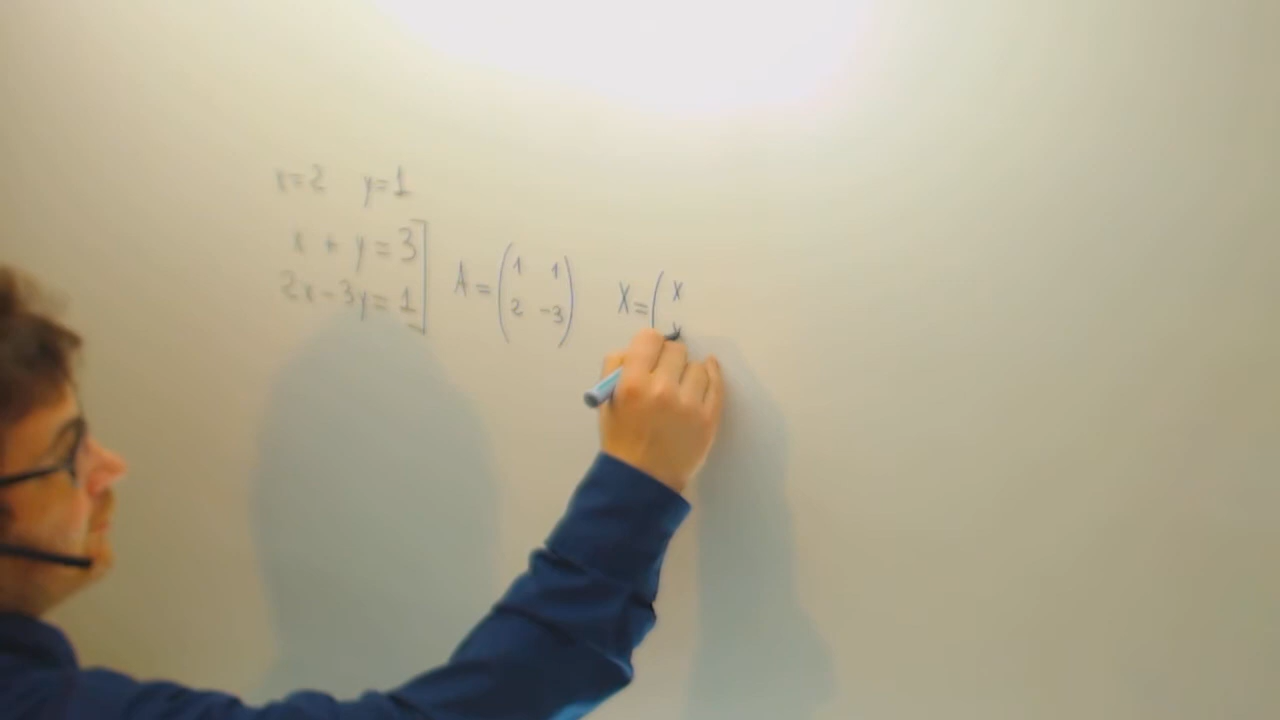 x=2 y=1
x + y = 3
2x-3y= 1
A = ( 1 1
2 -3 )
X = ( x
y